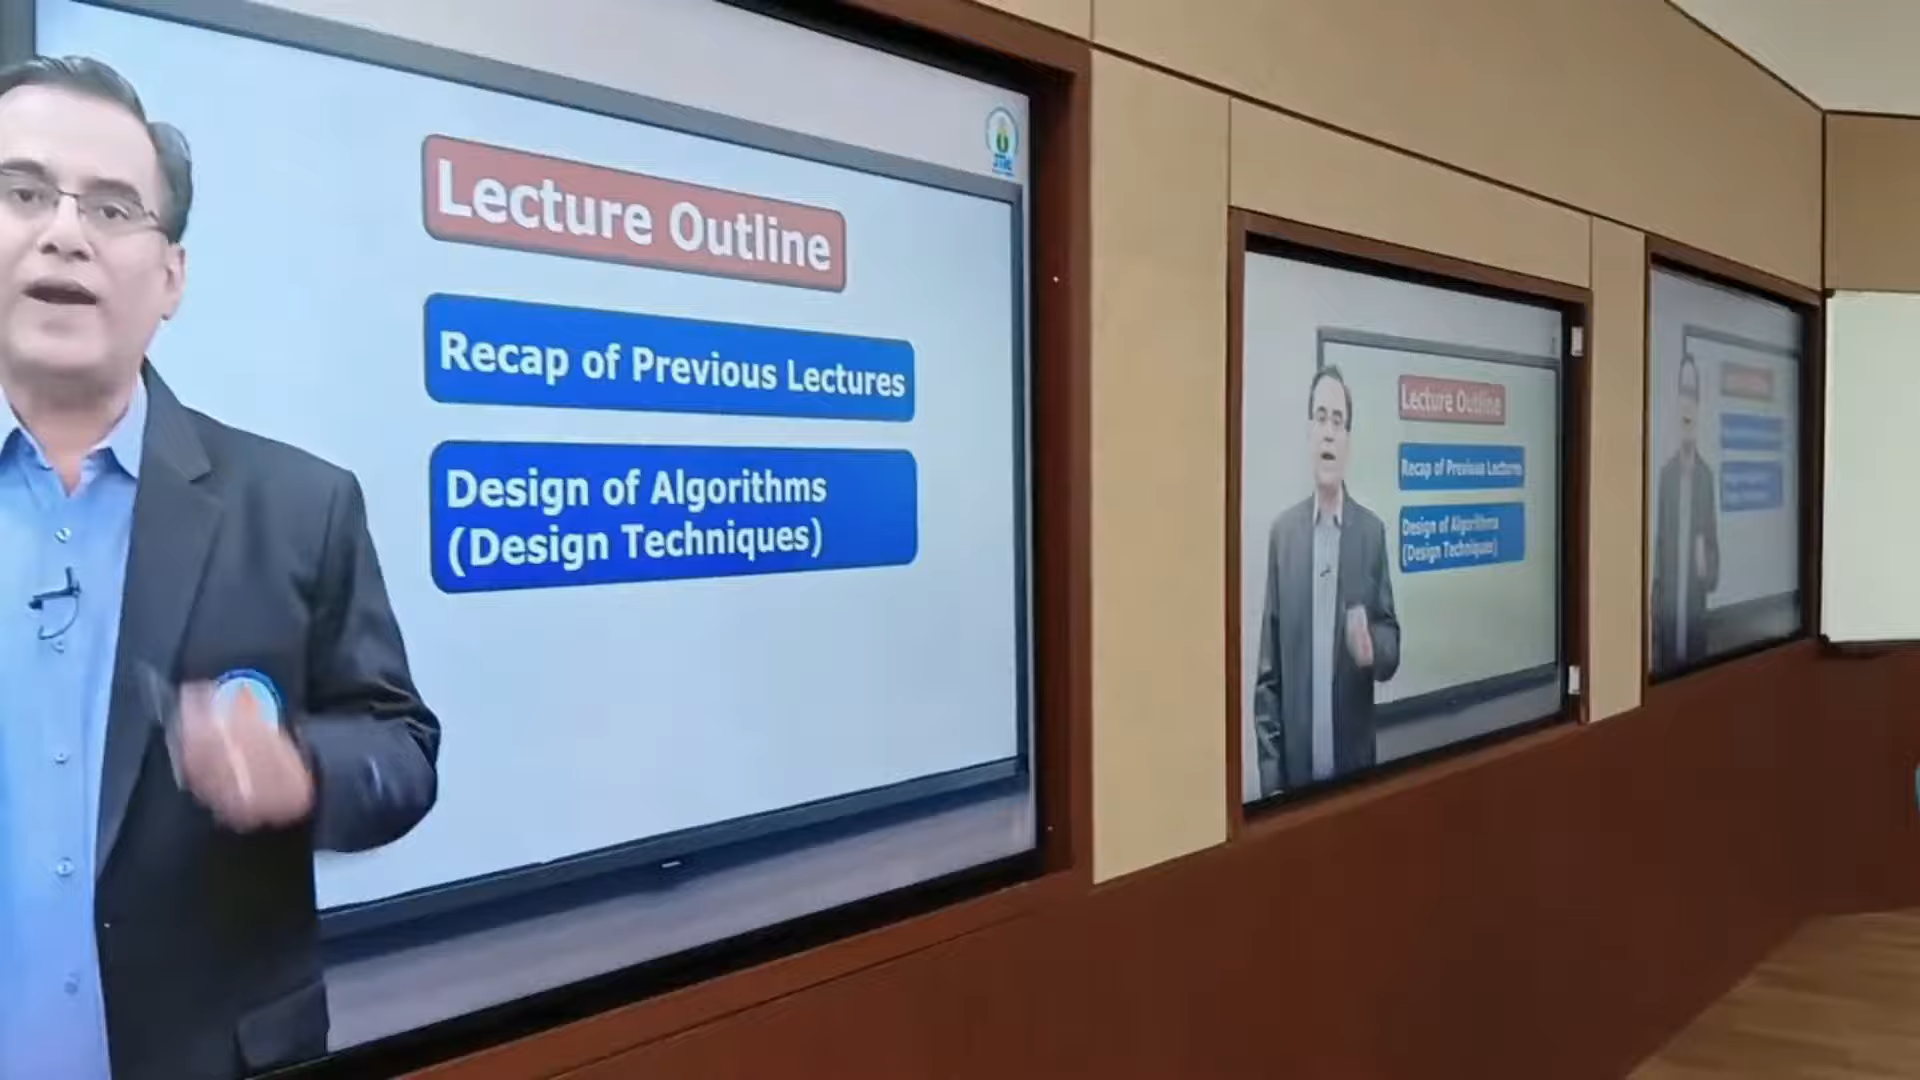 Lecture Outline
Recap of Previous Lectures
Design of Algorithms
(Design Techniques)
Lecture Outline
Recap of Previous Lectures
Design of Algorithms
(Design Techniques)